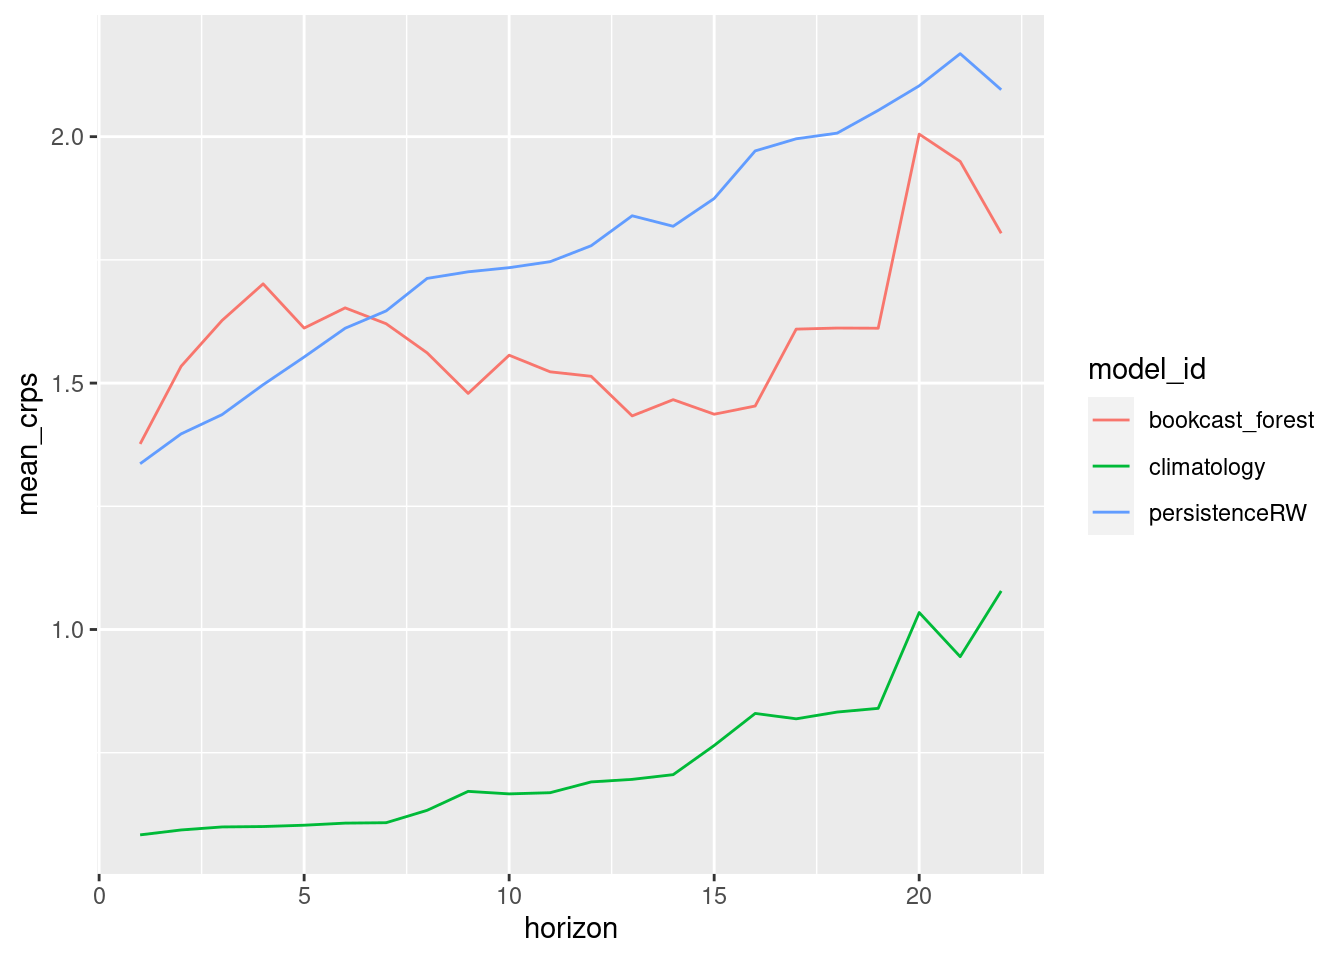 2.0
1.5
1.0
mean_crps
0 5 10 15 20
horizon
model_id
bookcast_forest
climatology
persistenceRW